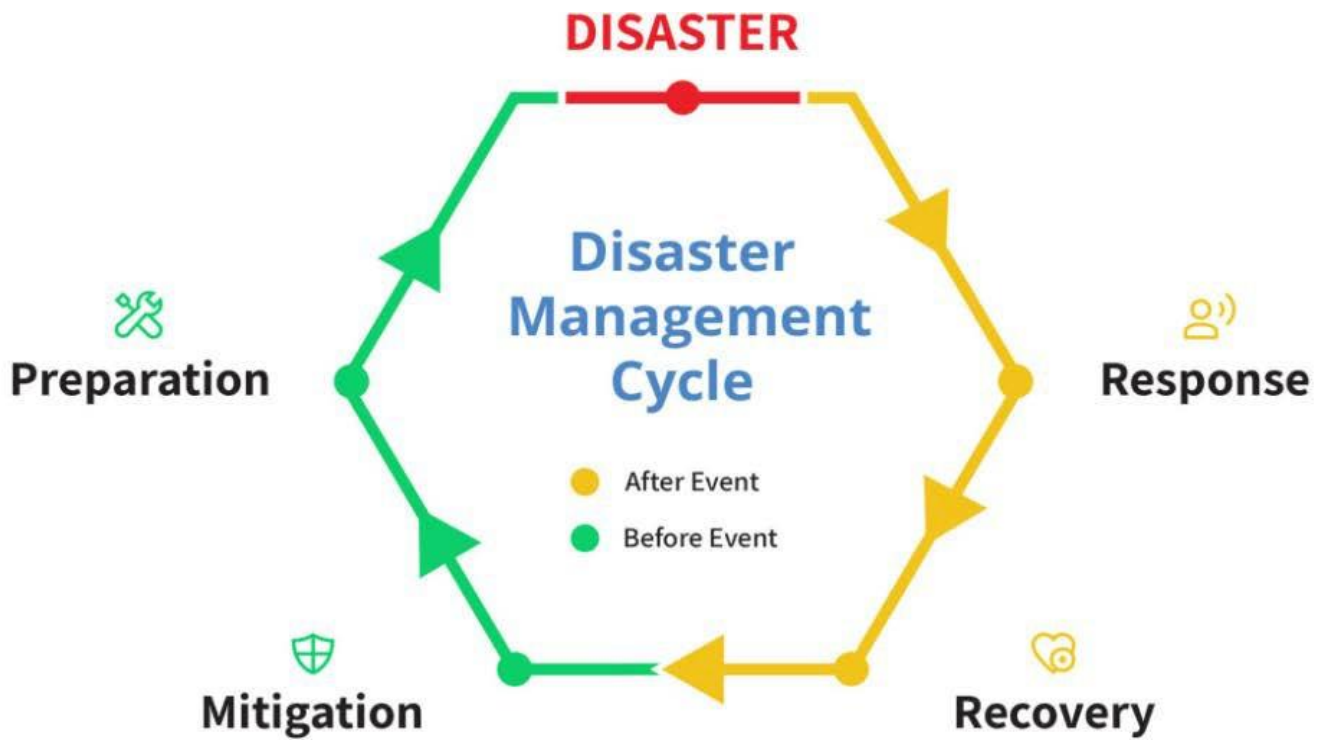 DISASTER
Disaster
Management
Cycle
Preparation
Response
After Event
Before Event
Mitigation
Recovery